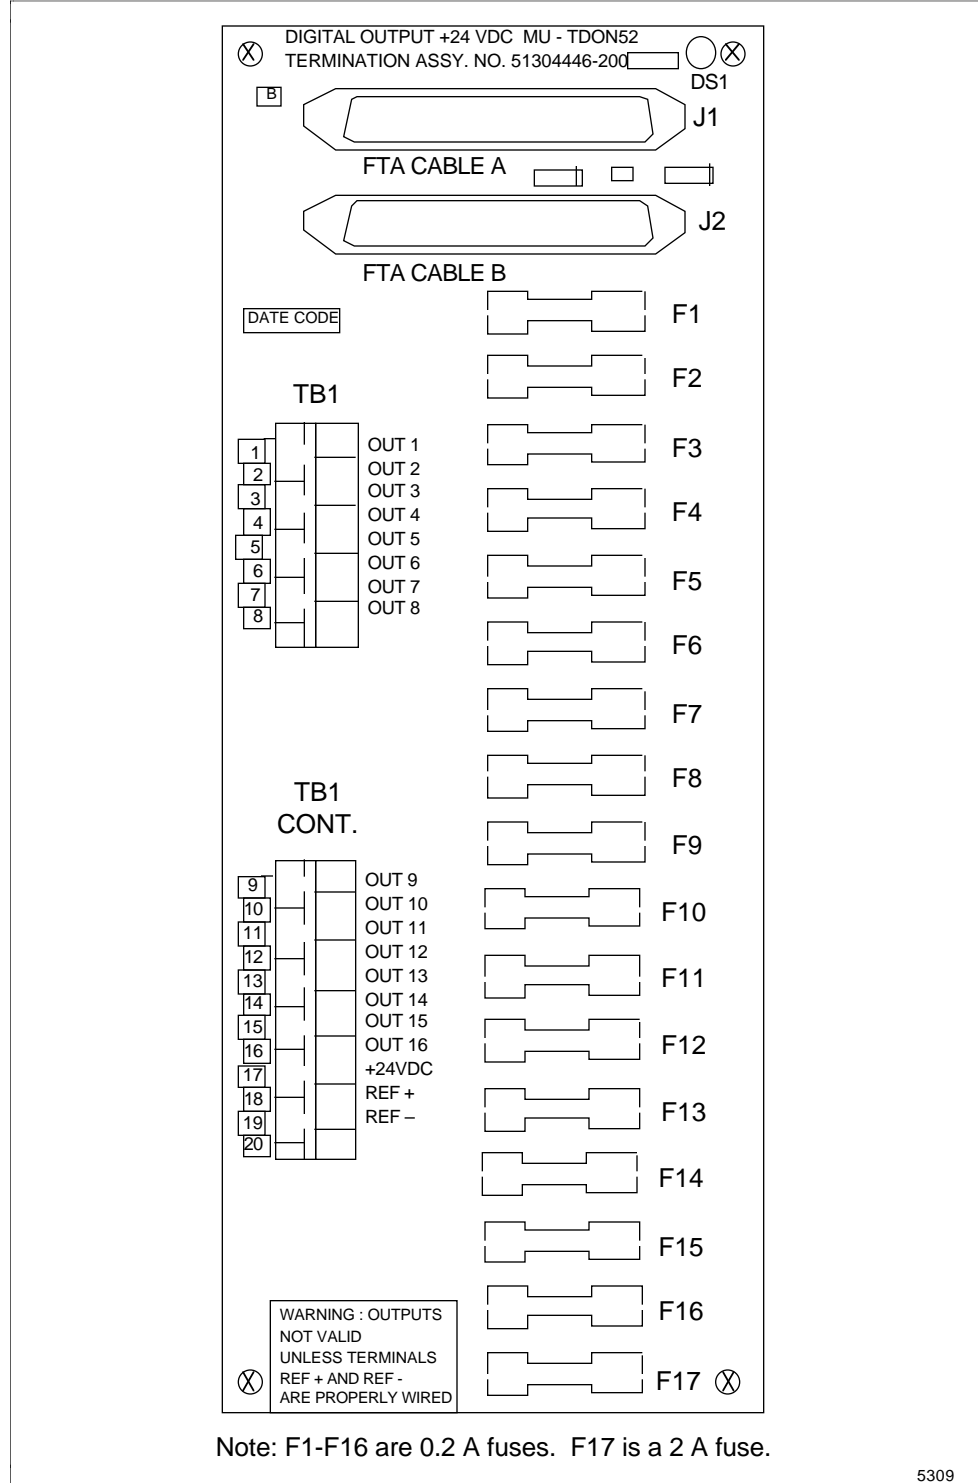 DIGITAL OUTPUT +24 VDC MU - TDON52
TERMINATION ASSY. NO. 51304446-200
DS1
B
J1
FTA CABLE A
J2
FTA CABLE B
DATE CODE
F1
F2
F3
F4
F5
F6
F7
F8
F9
F10
F11
F12
F13
F14
F15
F16
F17
TB1
1 OUT 1
2 OUT 2
3 OUT 3
4 OUT 4
5 OUT 5
6 OUT 6
7 OUT 7
8 OUT 8
TB1
CONT.
9 OUT 9
10 OUT 10
11 OUT 11
12 OUT 12
13 OUT 13
14 OUT 14
15 OUT 15
16 OUT 16
17 +24VDC
18 REF +
19 REF –
20
WARNING : OUTPUTS
NOT VALID
UNLESS TERMINALS
REF + AND REF -
ARE PROPERLY WIRED
Note: F1-F16 are 0.2 A fuses. F17 is a 2 A fuse.
5309